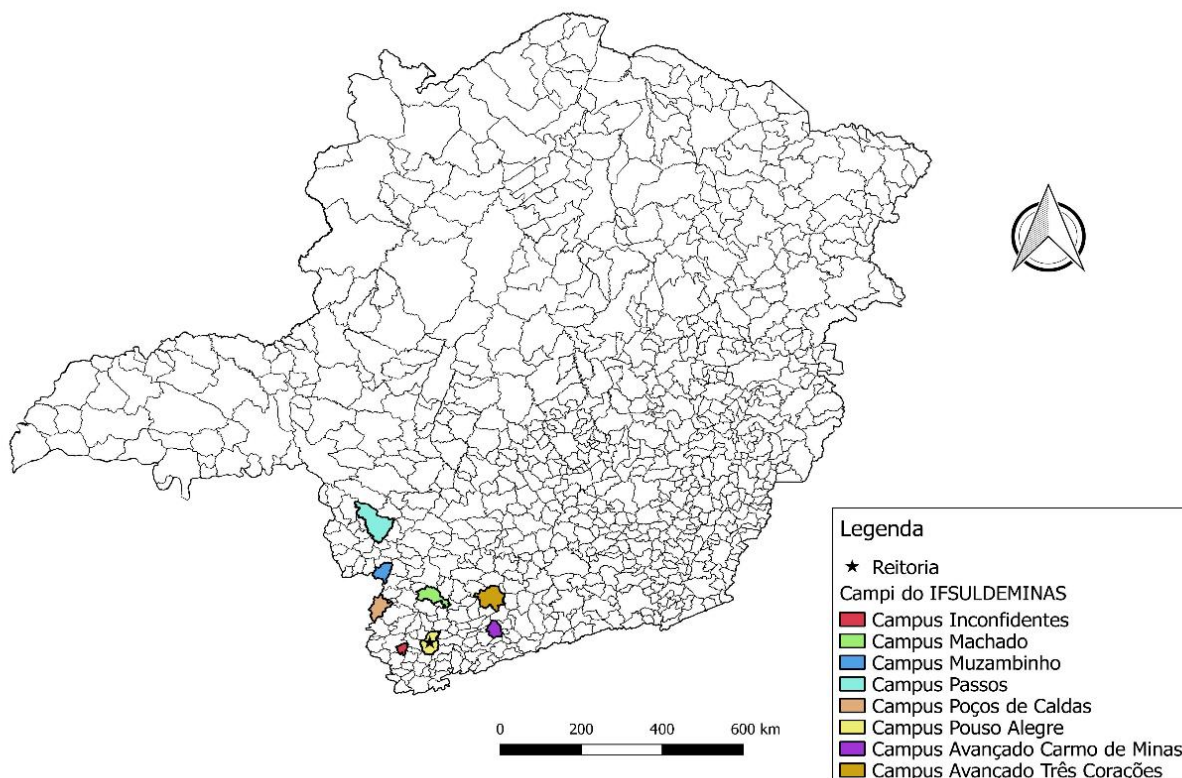 Legenda
Reitoria
Campi do IFSULDEMINAS
Campus Inconfidentes
Campus Machado
Campus Muzambinho
Campus Passos
Campus Poços de Caldas
Campus Pouso Alegre
Campus Avançado Carmo de Minas
Campus Avançado Três Corações
0 200 400 600 km